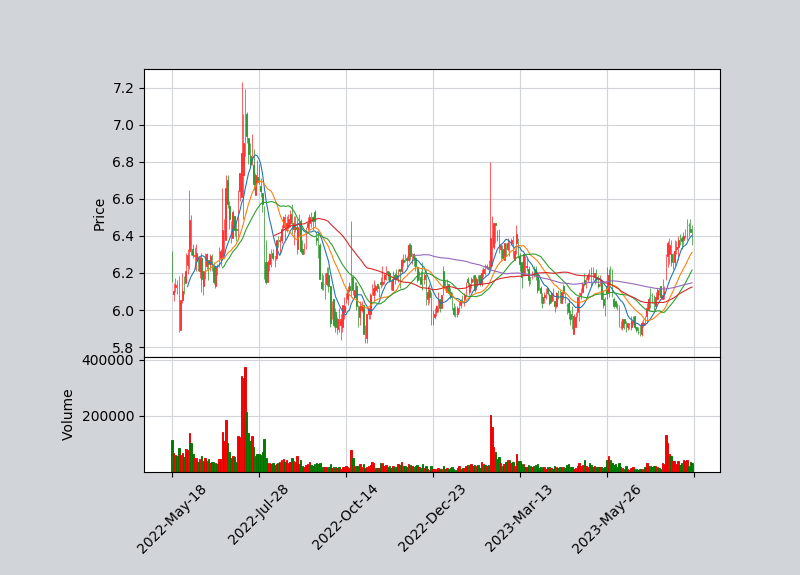 7.2
7.0
6.8
6.6
6.4
6.2
6.0
5.8
Price
400000
200000
Volume
2022-May-18
2022-Jul-28
2022-Oct-14
2022-Dec-23
2023-Mar-13
2023-May-26